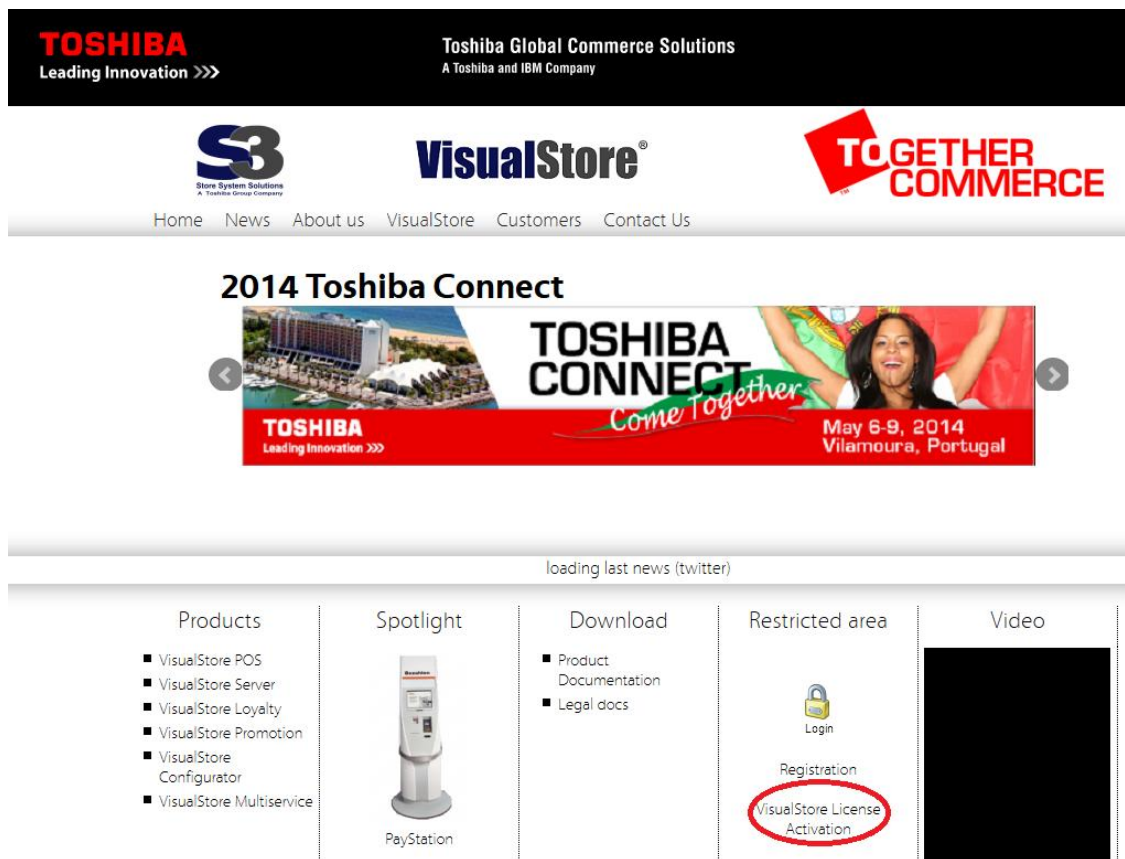 TOSHIBA
Leading Innovation >>>
Toshiba Global Commerce Solutions
A Toshiba and IBM Company
S3
Store System Solutions
A Toshiba Group Company
VisualStore®
TOGETHER
COMMERCE
TM
Home News About us VisualStore Customers Contact Us
2014 Toshiba Connect
TOSHIBA
CONNECT
Come Together
TOSHIBA
Leading Innovation >>>
May 6-9, 2014
Vilamoura, Portugal
loading last news (twitter)
Products
VisualStore POS
VisualStore Server
VisualStore Loyalty
VisualStore Promotion
VisualStore
Configurator
VisualStore Multiservice
Spotlight
PayStation
Download
Product
Documentation
Legal docs
Restricted area
Login
Registration
VisualStore License
Activation
Video